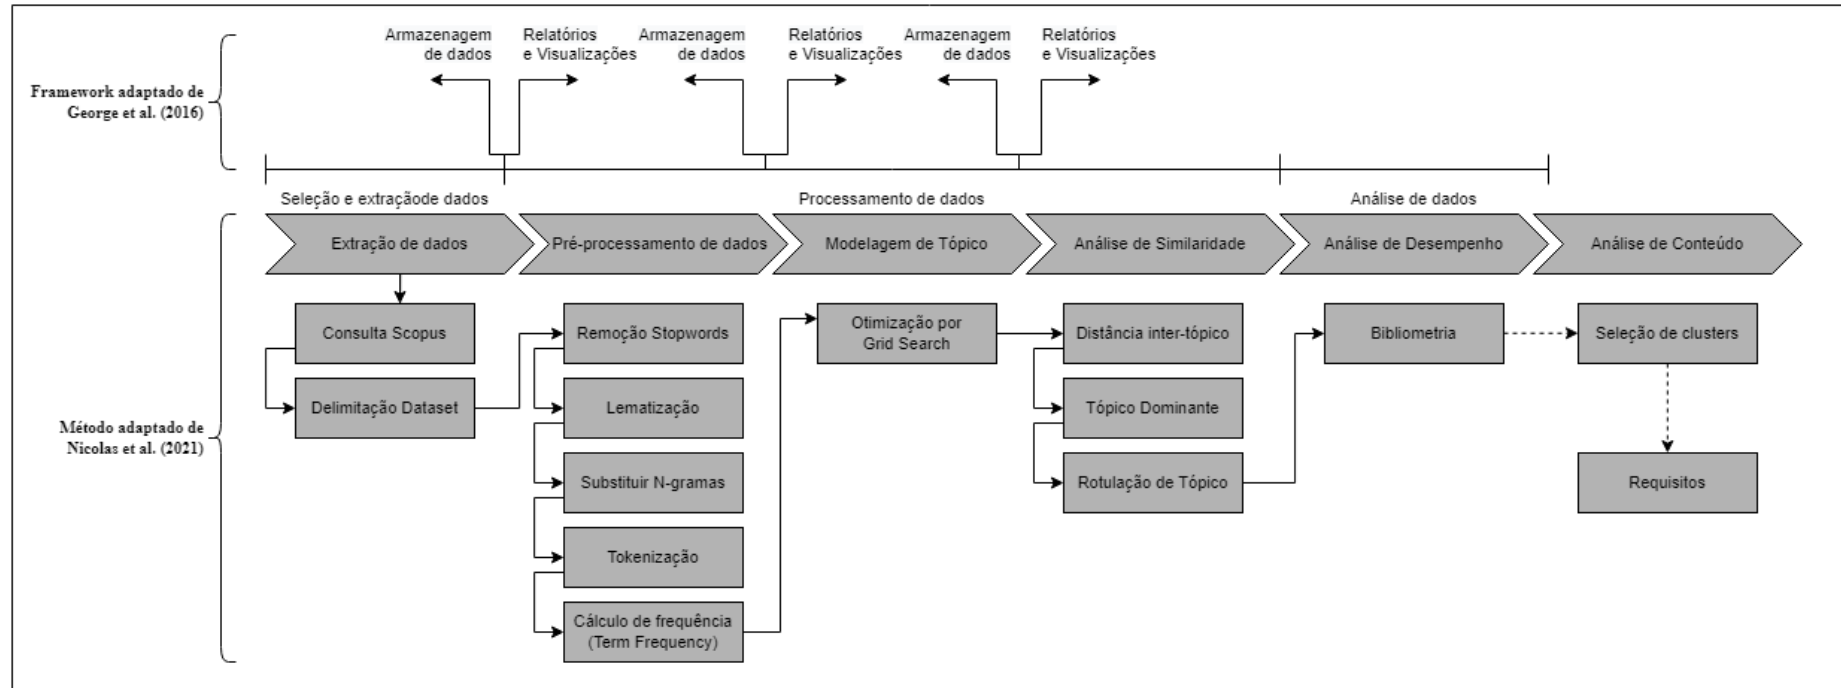 Armazenagem
de dados
Relatórios
e Visualizações
Armazenagem
de dados
Relatórios
e Visualizações
Armazenagem
de dados
Relatórios
e Visualizações
Framework adaptado de
George et al. (2016)
Seleção e extraçãode dados
Processamento de dados
Análise de dados
Extração de dados
Pré-processamento de dados
Modelagem de Tópico
Análise de Similaridade
Análise de Desempenho
Análise de Conteúdo
Método adaptado de
Nicolas et al. (2021)
Consulta Scopus
Delimitação Dataset
Remoção Stopwords
Lematização
Substituir N-gramas
Tokenização
Cálculo de frequência
(Term Frequency)
Otimização por
Grid Search
Distância inter-tópico
Tópico Dominante
Rotulação de Tópico
Bibliometria
Seleção de clusters
Requisitos